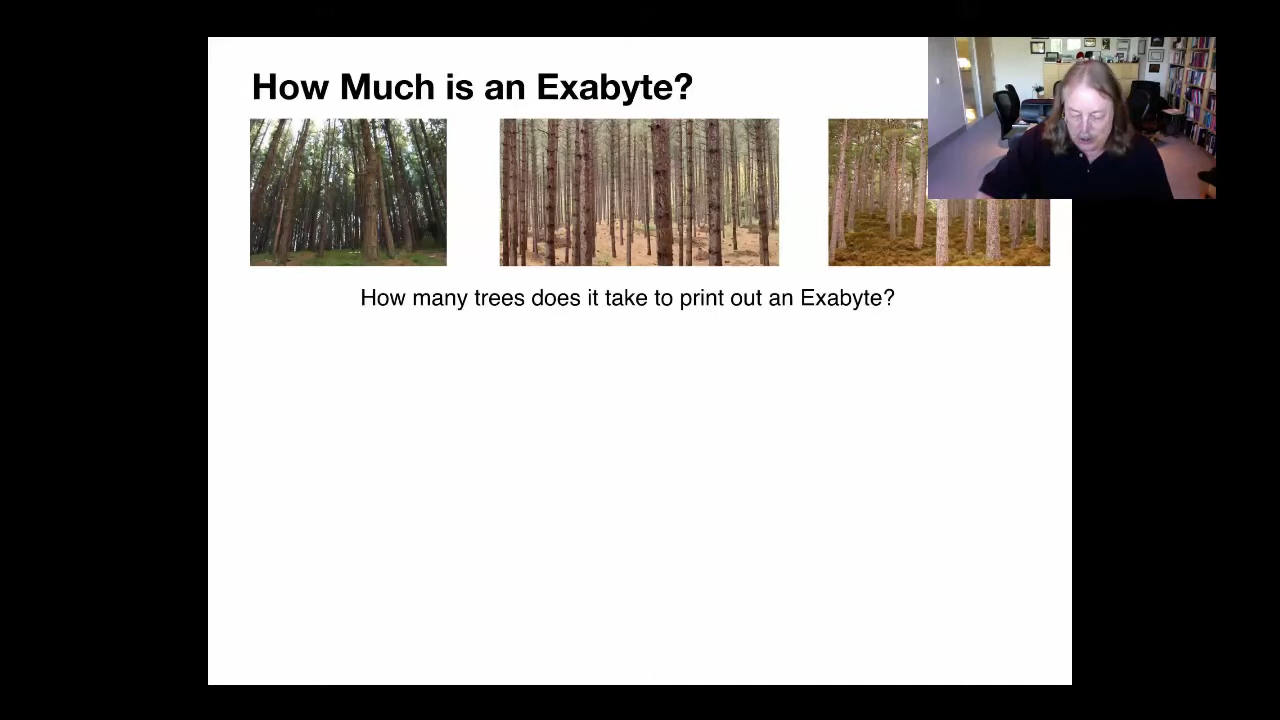 How Much is an Exabyte?
How many trees does it take to print out an Exabyte?